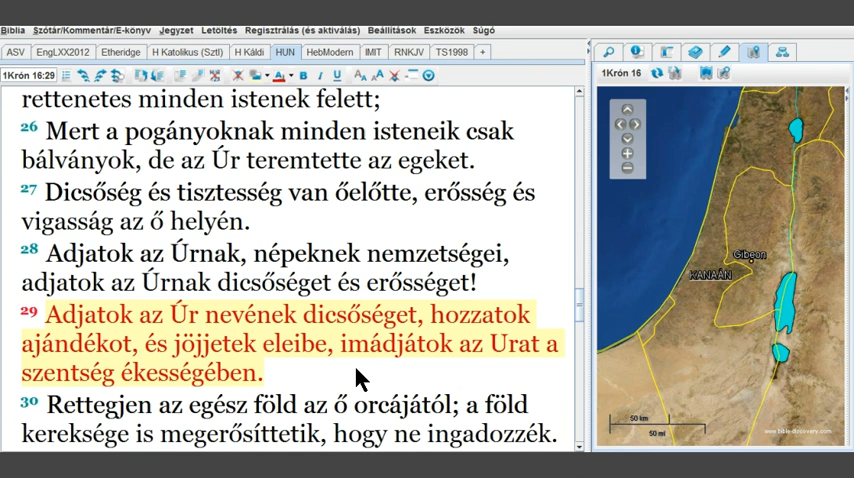 Biblia Szótár/Kommentár/E-könyv Jegyzet Letöltés Regisztrálás (és aktiválás) Beállítások Eszközök Súgó
ASV EngLXX2012 Etheridge H Katolikus (Sztl) H Káldi HUN HebModern IMIT RNKJV TS1998 +
1Krón 16:29
B I U
1Krón 16
rettenetes minden istenek felett;
26 Mert a pogányoknak minden isteneik csak
bálványok, de az Úr teremtette az egeket.
27 Dicsőség és tisztesség van őelőtte, erősség és
vigasság az ő helyén.
28 Adjatok az Úrnak, népeknek nemzetségei,
adjatok az Úrnak dicsőséget és erősséget!
29 Adjatok az Úr nevének dicsőséget, hozzatok
ajándékot, és jöjjetek eleibe, imádjátok az Urat a
szentség ékességében.
30 Rettegjen az egész föld az ő orcájától; a föld
kereksége is megerősíttetik, hogy ne ingadozzék.
Gibeon
KANAÁN
50 km
50 mi
www.bible-discovery.com